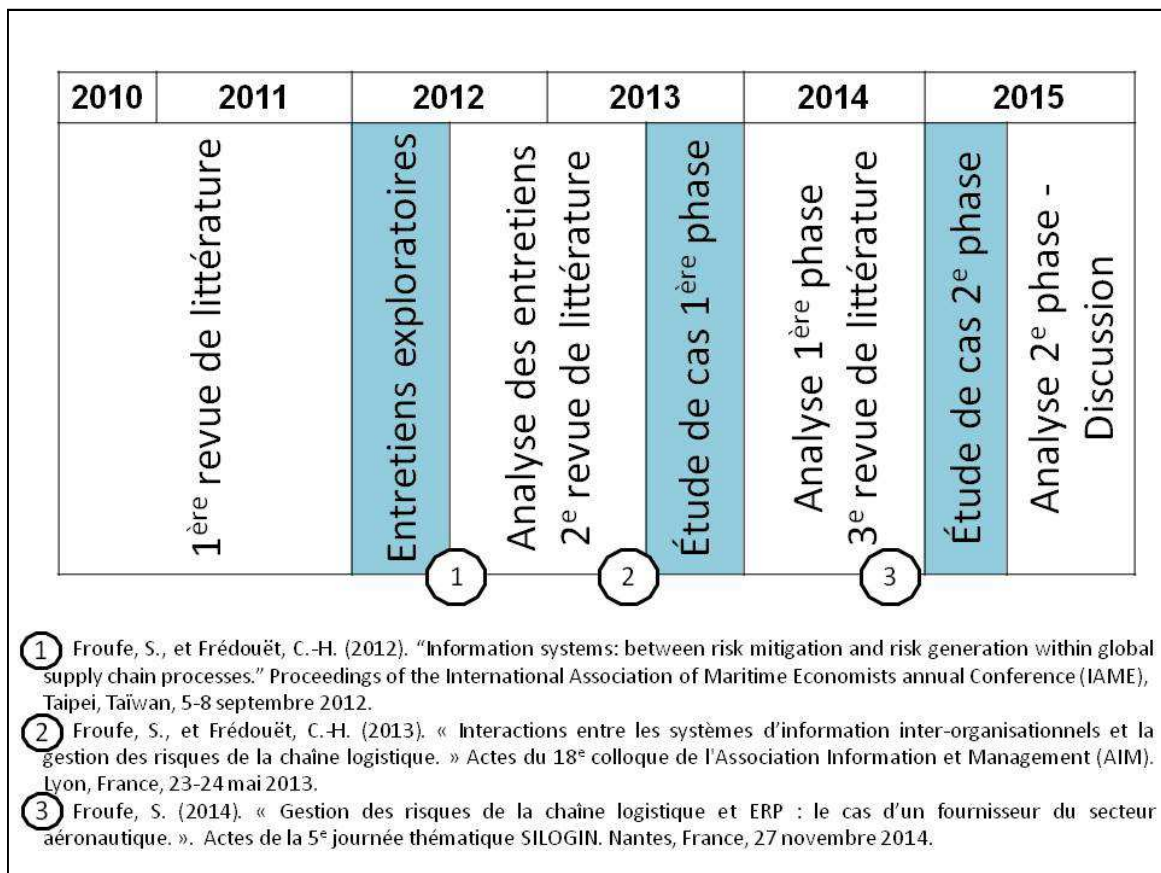 2010 2011 2012 2013 2014 2015
1ère revue de littérature
Entretiens exploratoires
Analyse des entretiens
2e revue de littérature
Étude de cas 1ère phase
Analyse 1ère phase
3e revue de littérature
Étude de cas 2e phase
Analyse 2e phase -
Discussion
1
2
3
1 Froufe, S., et Frédouët, C.-H. (2012). “Information systems: between risk mitigation and risk generation within global
supply chain processes.” Proceedings of the International Association of Maritime Economists annual Conference (IAME),
Taipei, Taïwan, 5-8 septembre 2012.
2 Froufe, S., et Frédouët, C.-H. (2013). « Interactions entre les systèmes d’information inter-organisationnels et la
gestion des risques de la chaîne logistique. » Actes du 18e colloque de l'Association Information et Management (AIM).
Lyon, France, 23-24 mai 2013.
3 Froufe, S. (2014). « Gestion des risques de la chaîne logistique et ERP : le cas d’un fournisseur du secteur
aéronautique. ». Actes de la 5e journée thématique SILOGIN. Nantes, France, 27 novembre 2014.